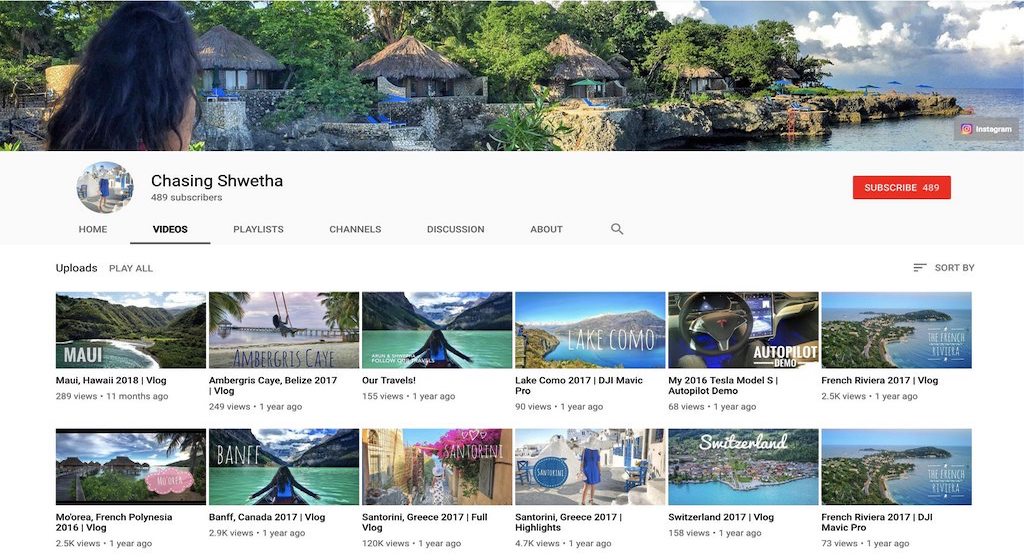 Instagram
Chasing Shwetha
489 subscribers
SUBSCRIBE 489
HOME VIDEOS PLAYLISTS CHANNELS DISCUSSION ABOUT
Uploads PLAY ALL SORT BY
MAUI
AMBERGRIS CAYE
ARUN & SHWETHA
FOLLOW OUR TRAVELS
LAKE COMO
AUTOPILOT
DEMO
THE FRENCH
RIVIERA
Maui, Hawaii 2018 | Vlog
289 views • 11 months ago
Ambergris Caye, Belize 2017
| Vlog
249 views • 1 year ago
Our Travels!
155 views • 1 year ago
Lake Como 2017 | DJI Mavic
Pro
90 views • 1 year ago
My 2016 Tesla Model S |
Autopilot Demo
68 views • 1 year ago
French Riviera 2017 | Vlog
2.5K views • 1 year ago
MO'OREA
BANFF
SANTORINI
SANTORINI
Switzerland
THE FRENCH
RIVIERA
Mo'orea, French Polynesia
2016 | Vlog
2.5K views • 1 year ago
Banff, Canada 2017 | Vlog
2.9K views • 1 year ago
Santorini, Greece 2017 | Full
Vlog
120K views • 1 year ago
Santorini, Greece 2017 |
Highlights
4.7K views • 1 year ago
Switzerland 2017 | Vlog
158 views • 1 year ago
French Riviera 2017 | DJI
Mavic Pro
73 views • 1 year ago